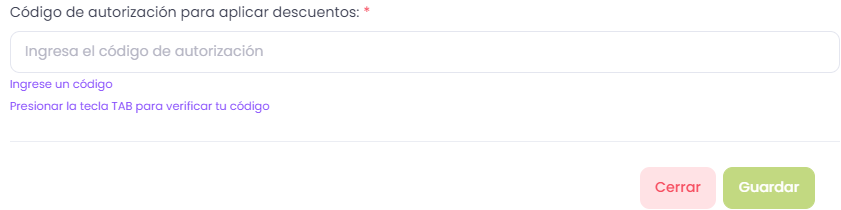 Código de autorización para aplicar descuentos: *
Ingresa el código de autorización
Ingrese un código
Presionar la tecla TAB para verificar tu código
Cerrar Guardar